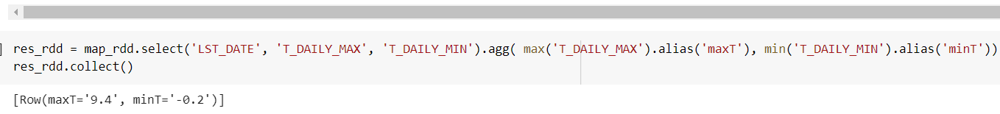 ] res_rdd = map_rdd.select('LST_DATE', 'T_DAILY_MAX', 'T_DAILY_MIN').agg( max('T_DAILY_MAX').alias('maxT'), min('T_DAILY_MIN').alias('minT'))
res_rdd.collect()
[Row(maxT='9.4', minT='-0.2')]